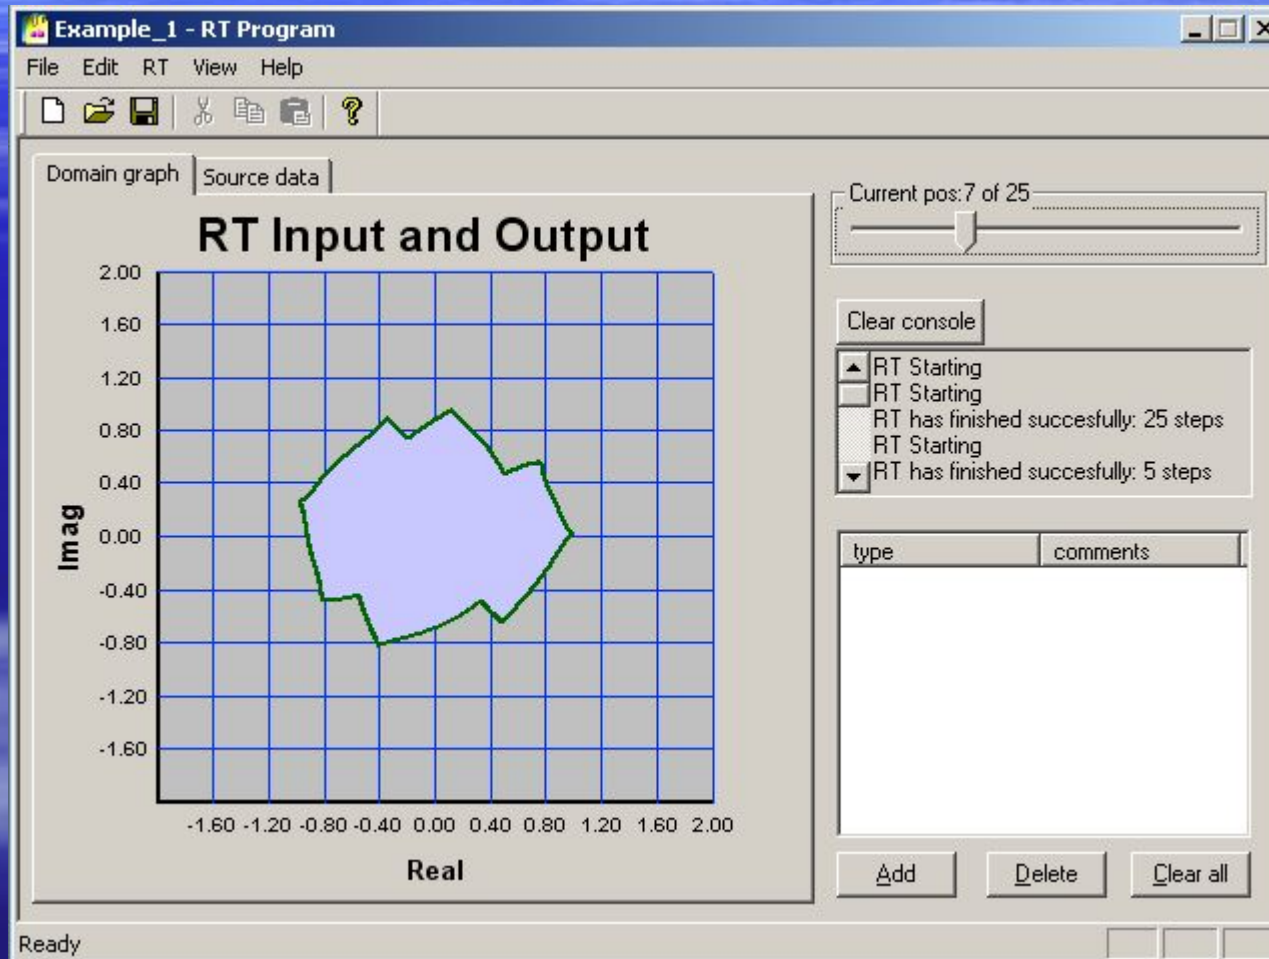 Example_1 - RT Program
File Edit RT View Help
Domain graph Source data
RT Input and Output
2.00
1.60
1.20
0.80
0.40
0.00
-0.40
-0.80
-1.20
-1.60
Imag
-1.60 -1.20 -0.80 -0.40 0.00 0.40 0.80 1.20 1.60 2.00
Real
Current pos:7 of 25
Clear console
RT Starting
RT Starting
RT has finished succesfully: 25 steps
RT Starting
RT has finished succesfully: 5 steps
type comments
Add Delete Clear all
Ready